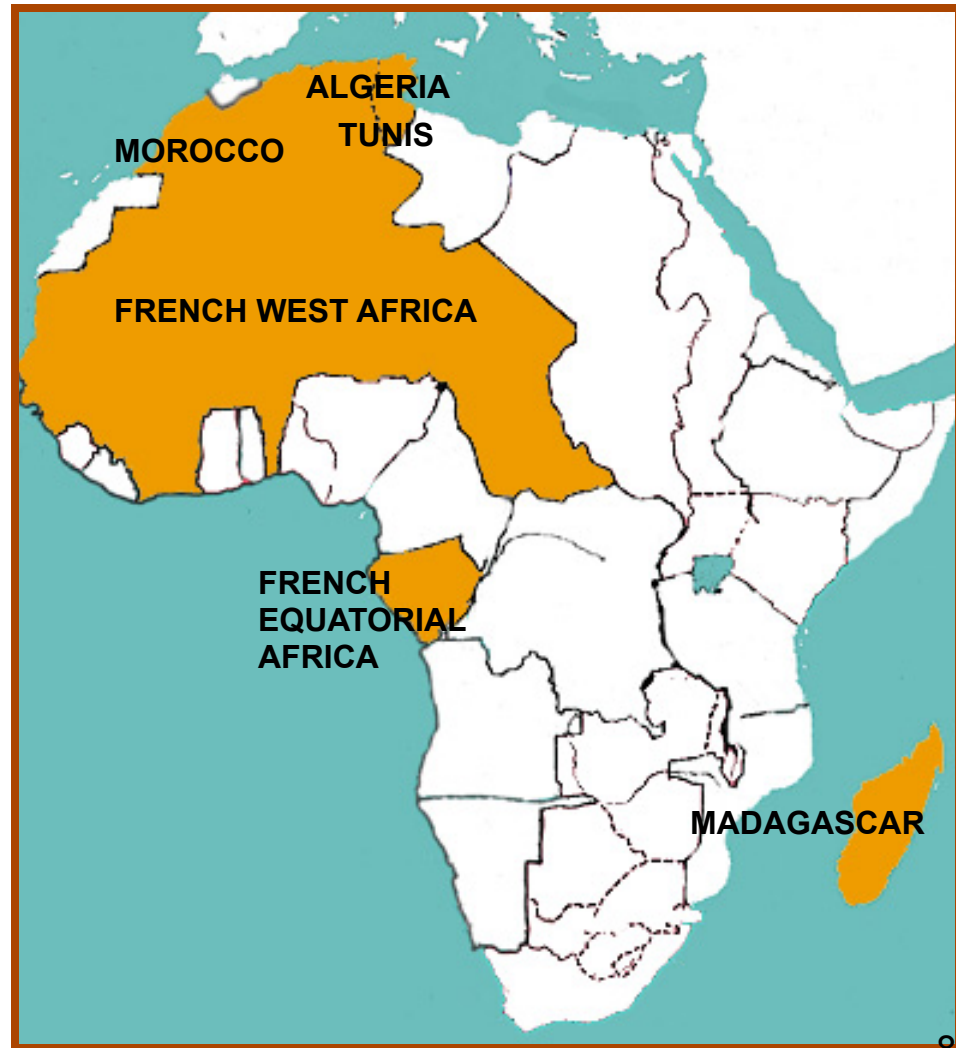 ALGERIA
TUNIS
MOROCCO
FRENCH WEST AFRICA
FRENCH
EQUATORIAL
AFRICA
MADAGASCAR